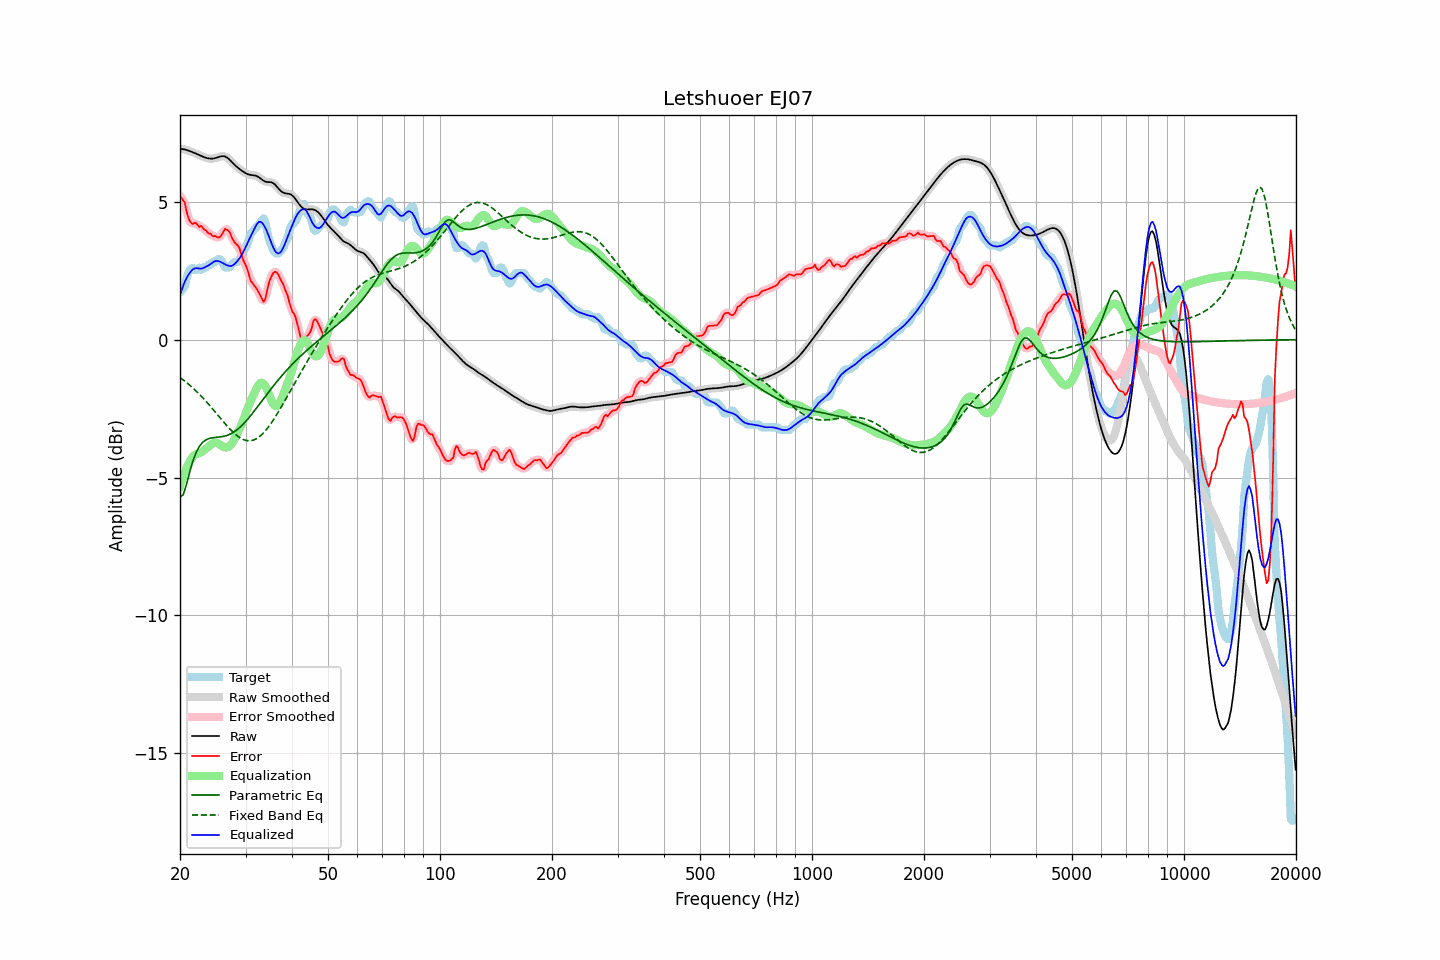 Letshuoer EJ07
Amplitude (dBr)
5
0
−5
−10
−15
Target
Raw Smoothed
Error Smoothed
Raw
Error
Equalization
Parametric Eq
Fixed Band Eq
Equalized
20 50 100 200 500 1000 2000 5000 10000 20000
Frequency (Hz)